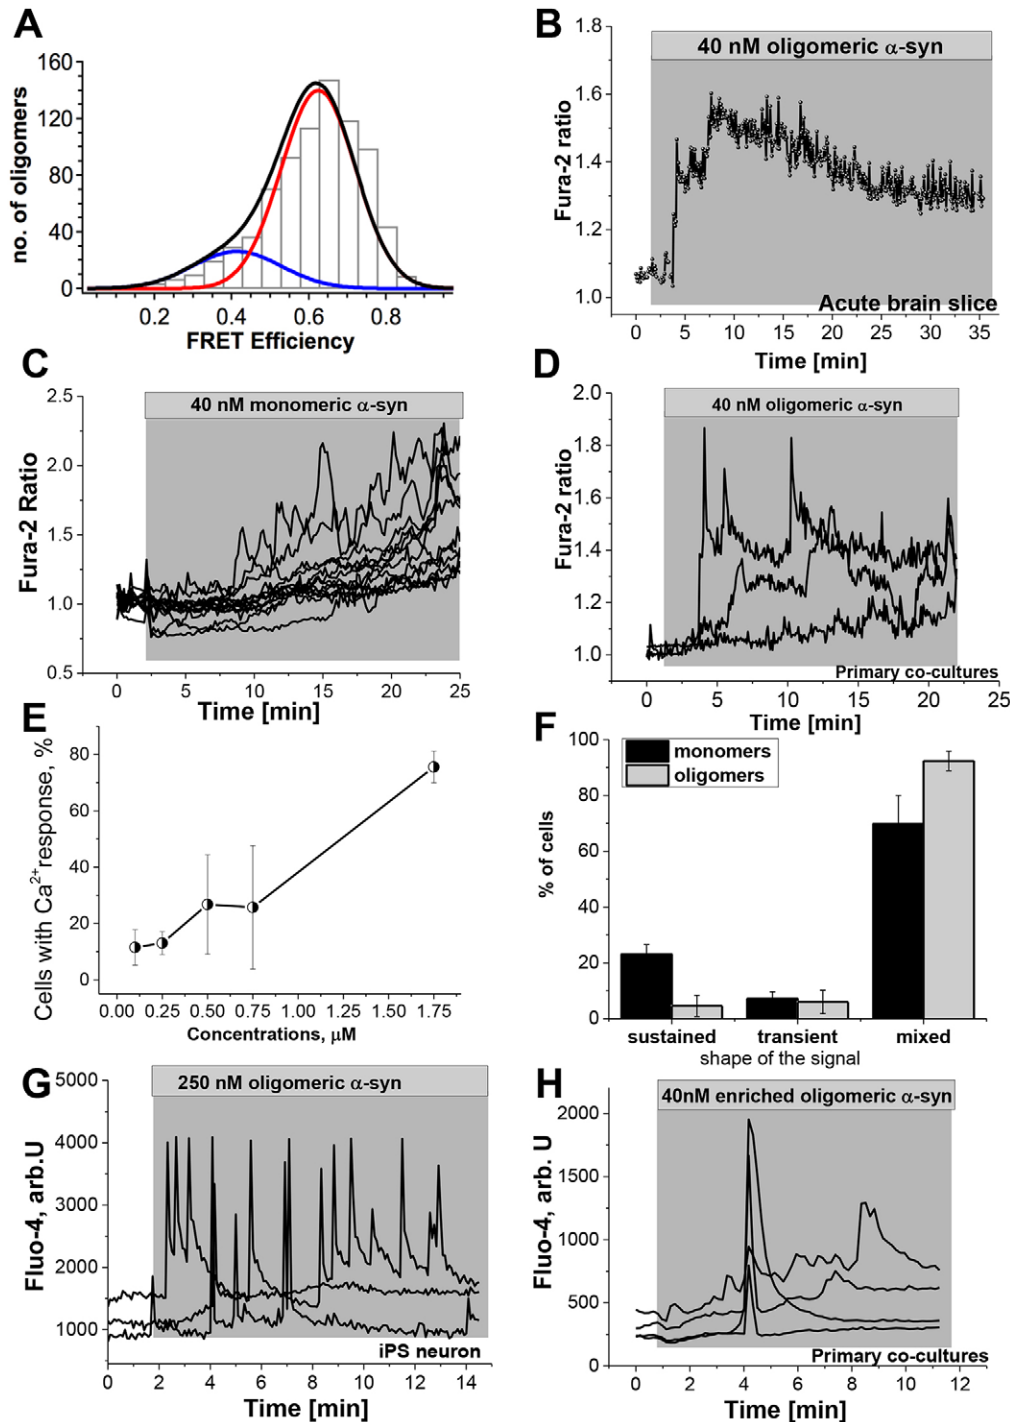 A
no. of oligomers
160
120
80
40
0
0.2 0.4 0.6 0.8
FRET Efficiency
B
40 nM oligomeric α-syn
Fura-2 ratio
1.8
1.6
1.4
1.2
1.0
Acute brain slice
0 5 10 15 20 25 30 35
Time [min]
C
40 nM monomeric α-syn
Fura-2 Ratio
2.5
2.0
1.5
1.0
0.5
0 5 10 15 20 25
Time [min]
D
40 nM oligomeric α-syn
Fura-2 ratio
2.0
1.8
1.6
1.4
1.2
1.0
Primary co-cultures
0 5 10 15 20 25
Time [min]
E
Cells with Ca²⁺response, %
80
60
40
20
0
0.00 0.25 0.50 0.75 1.00 1.25 1.50 1.75
Concentrations, μM
F
monomers
oligomers
% of cells
100
80
60
40
20
0
sustained transient mixed
shape of the signal
G
250 nM oligomeric α-syn
Fluo-4, arb.U
5000
4000
3000
2000
1000
iPS neuron
0 2 4 6 8 10 12 14
Time [min]
H
40nM enriched oligomeric α-syn
Fluo-4, arb. U
2000
1500
1000
500
0
Primary co-cultures
0 2 4 6 8 10 12
Time [min]